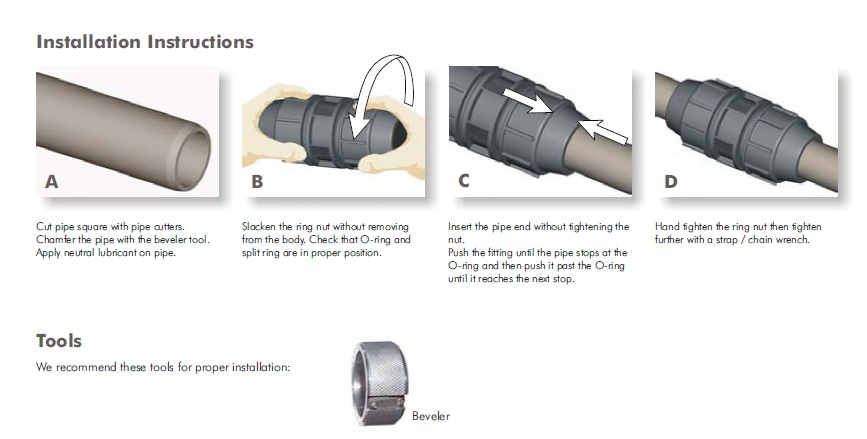 Installation Instructions
A
B
C
D
Cut pipe square with pipe cutters.
Chamfer the pipe with the beveler tool.
Apply neutral lubricant on pipe.
Slacken the ring nut without removing
from the body. Check that O-ring and
split ring are in proper position.
Insert the pipe end without tightening the
nut.
Push the fitting until the pipe stops at the
O-ring and then push it past the O-ring
until it reaches the next stop.
Hand tighten the ring nut then tighten
further with a strap / chain wrench.
Tools
We recommend these tools for proper installation:
Beveler